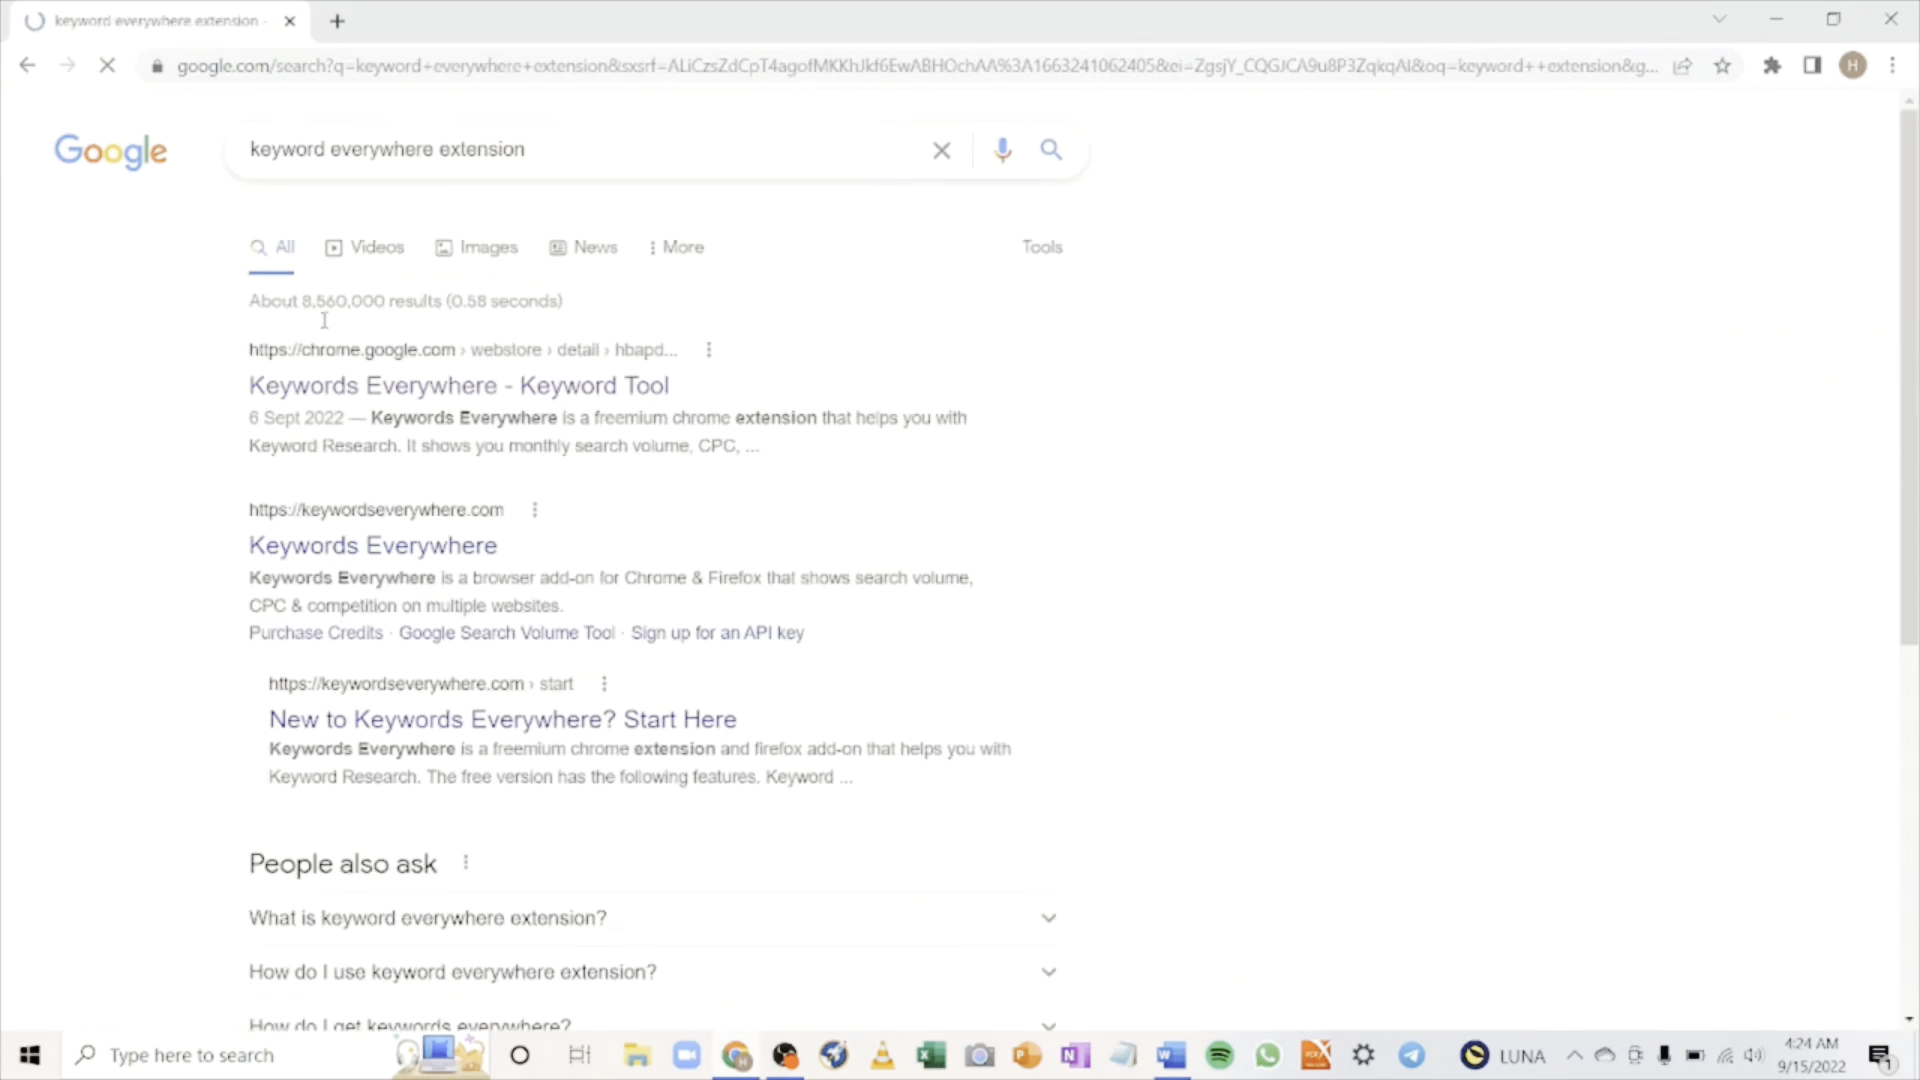 keyword everywhere extension -
google.com/search?q=keyword+everywhere+extension&sxsrf=ALiCzsZdCpT4agofMKKhJkf6EwABHOchAA%3A1663241062405&ei=ZgsjY_CQGJCA9u8P3ZqkqAI&oq=keyword++extension&g...
H
Google
keyword everywhere extension
All Videos Images News More Tools
About 8,560,000 results (0.58 seconds)
https://chrome.google.com › webstore › detail › hbapd...
Keywords Everywhere - Keyword Tool
6 Sept 2022 — Keywords Everywhere is a freemium chrome extension that helps you with
Keyword Research. It shows you monthly search volume, CPC, ...
https://keywordseverywhere.com
Keywords Everywhere
Keywords Everywhere is a browser add-on for Chrome & Firefox that shows search volume,
CPC & competition on multiple websites.
Purchase Credits · Google Search Volume Tool · Sign up for an API key
https://keywordseverywhere.com › start
New to Keywords Everywhere? Start Here
Keywords Everywhere is a freemium chrome extension and firefox add-on that helps you with
Keyword Research. The free version has the following features. Keyword ...
People also ask
What is keyword everywhere extension?
How do I use keyword everywhere extension?
How do I get keywords everywhere?
Type here to search
LUNA
4:24 AM
9/15/2022
1